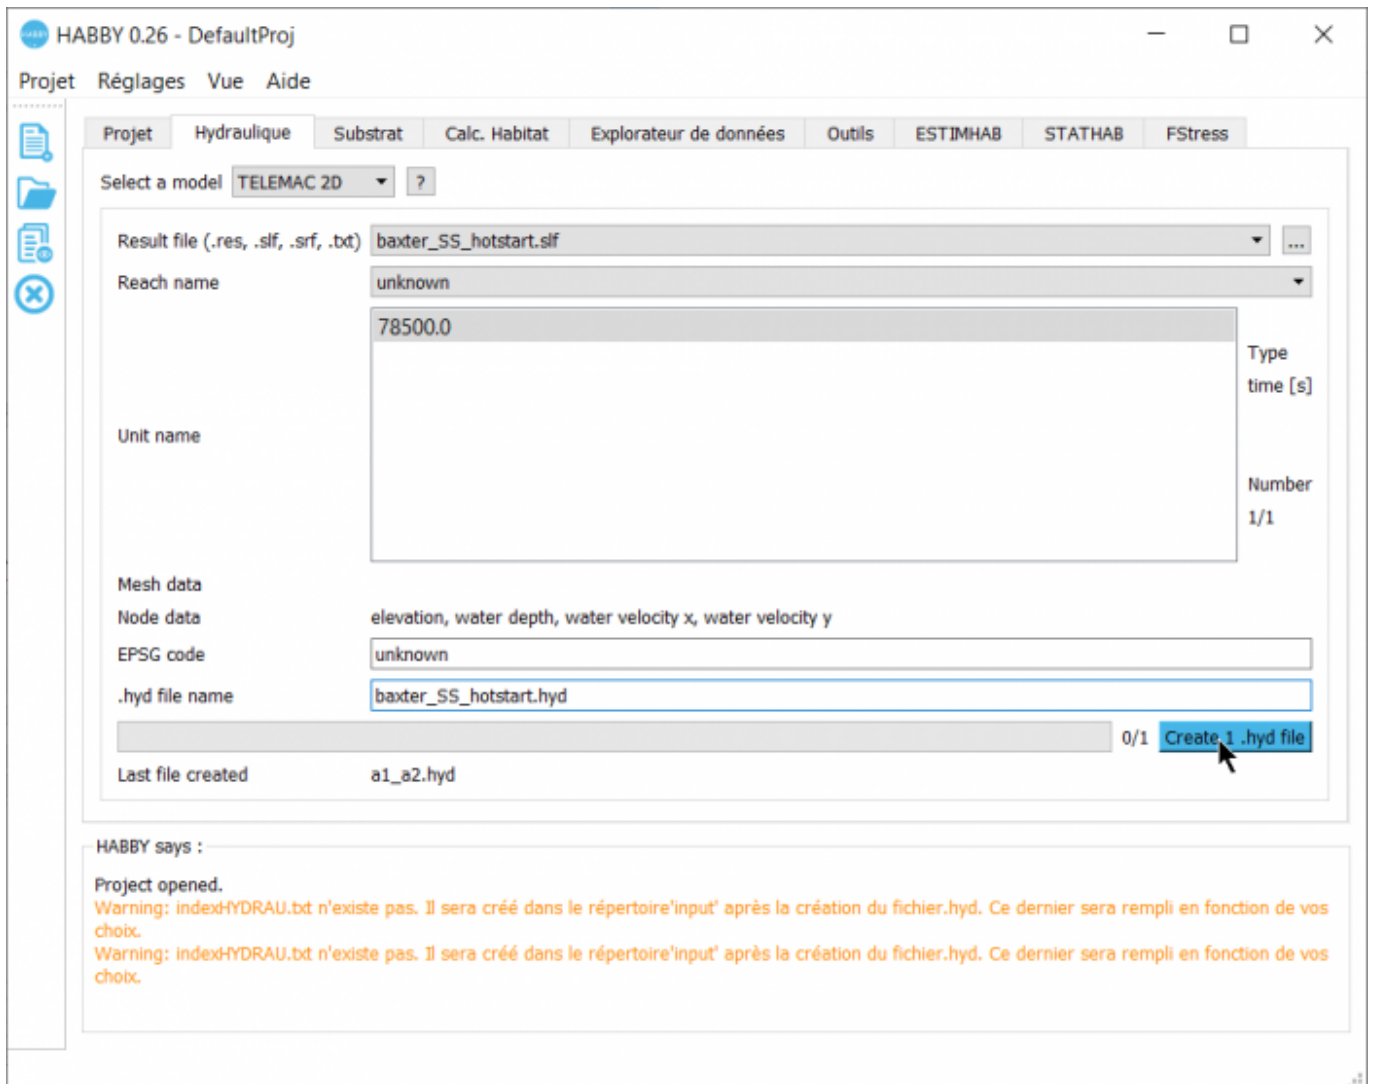 HABBY 0.26 - DefaultProj
Projet Réglages Vue Aide
Projet Hydraulique Substrat Calc. Habitat Explorateur de données Outils ESTIMHAB STATHAB FStress
Select a model TELEMAC 2D ?
Result file (.res, .slf, .srf, .txt) baxter_SS_hotstart.slf ...
Reach name unknown
78500.0
Type
time [s]
Unit name
Number
1/1
Mesh data
Node data elevation, water depth, water velocity x, water velocity y
EPSG code unknown
.hyd file name baxter_SS_hotstart.hyd
0/1 Create 1 .hyd file
Last file created a1_a2.hyd
HABBY says :
Project opened.
Warning: indexHYDRAU.txt n'existe pas. Il sera créé dans le répertoire'input' après la création du fichier.hyd. Ce dernier sera rempli en fonction de vos
choix.
Warning: indexHYDRAU.txt n'existe pas. Il sera créé dans le répertoire'input' après la création du fichier.hyd. Ce dernier sera rempli en fonction de vos
choix.